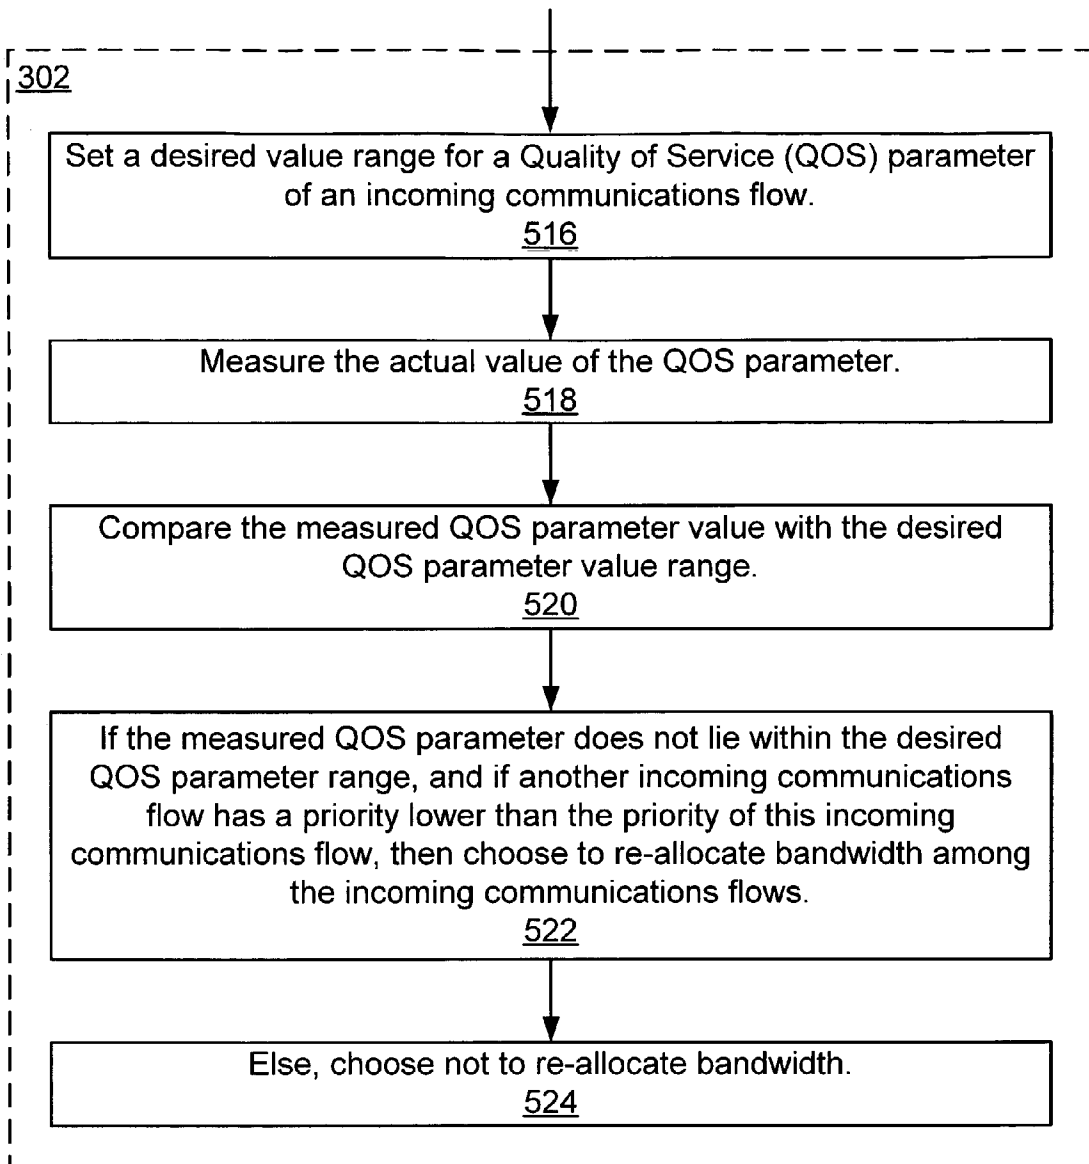 302
Set a desired value range for a Quality of Service (QOS) parameter
of an incoming communications flow.
516
Measure the actual value of the QOS parameter.
518
Compare the measured QOS parameter value with the desired
QOS parameter value range.
520
If the measured QOS parameter does not lie within the desired
QOS parameter range, and if another incoming communications
flow has a priority lower than the priority of this incoming
communications flow, then choose to re-allocate bandwidth among
the incoming communications flows.
522
Else, choose not to re-allocate bandwidth.
524